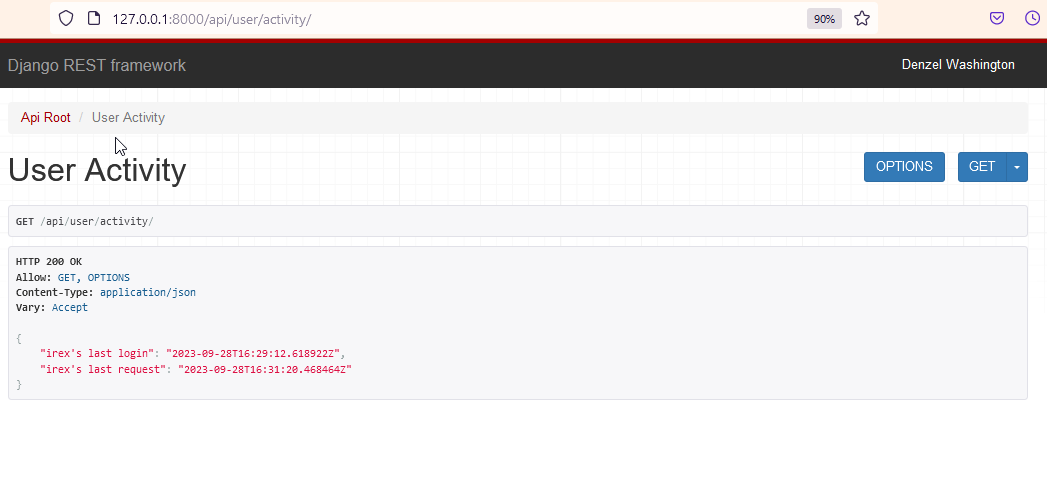 127.0.0.1:8000/api/user/activity/
90%
Django REST framework
Denzel Washington
Api Root / User Activity
User Activity
OPTIONS
GET
GET /api/user/activity/
HTTP 200 OK
Allow: GET, OPTIONS
Content-Type: application/json
Vary: Accept
{
"irex's last login": "2023-09-28T16:29:12.618922Z",
"irex's last request": "2023-09-28T16:31:20.468464Z"
}